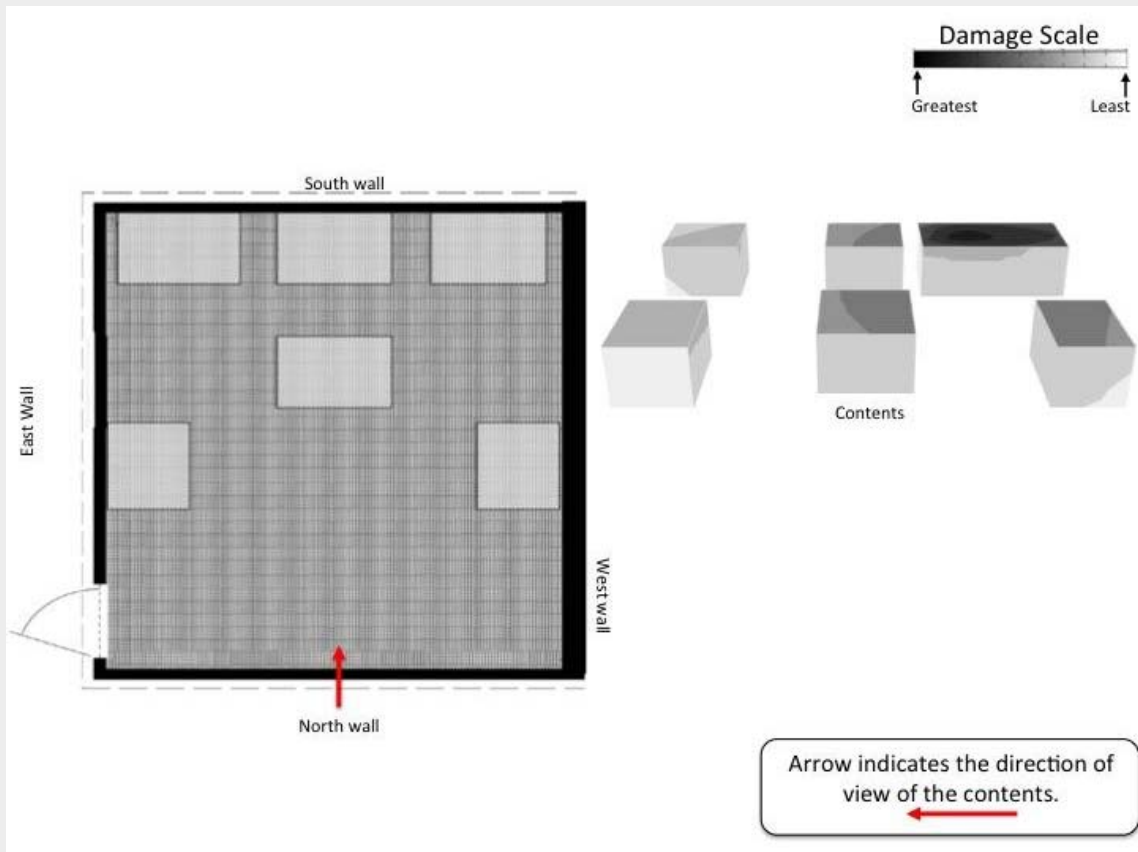 Damage Scale
Greatest
Least
South wall
East Wall
West wall
North wall
Contents
Arrow indicates the direction of
view of the contents.